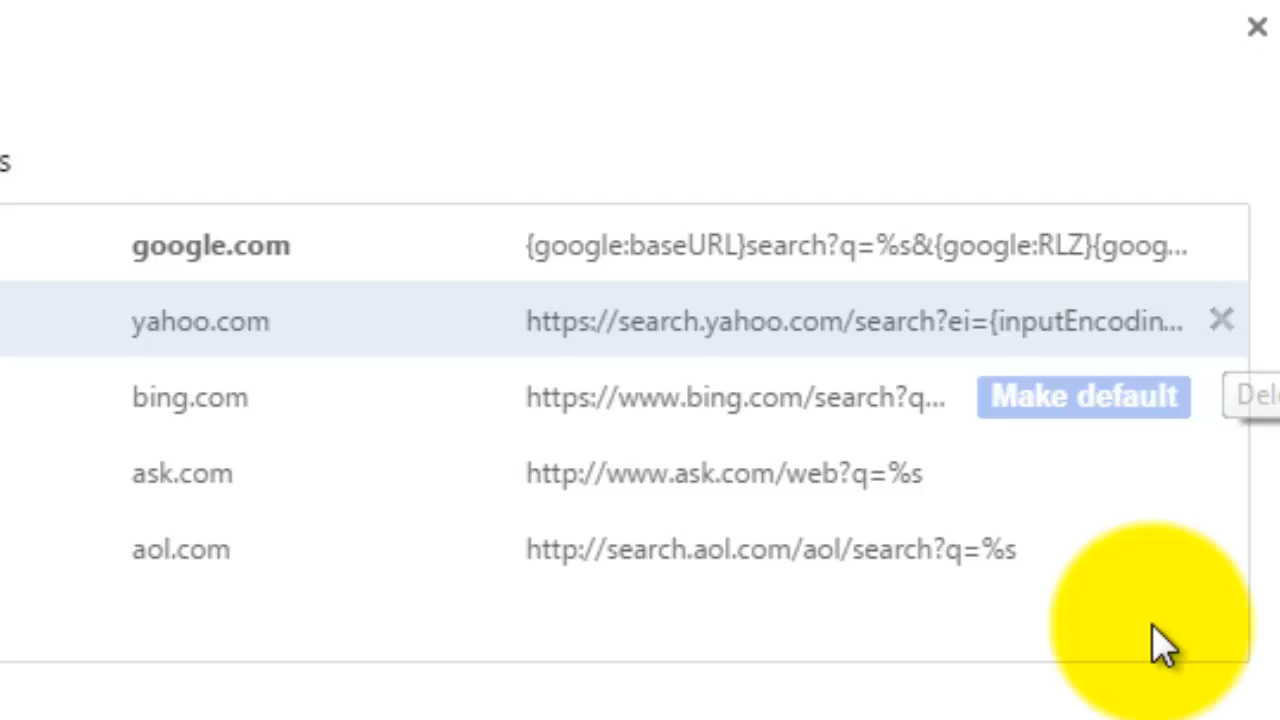 s
google.com {google:baseURL}search?q=%s&{google:RLZ}{goog...
yahoo.com https://search.yahoo.com/search?ei={inputEncodin...
bing.com https://www.bing.com/search?q... Make default Del
ask.com http://www.ask.com/web?q=%s
aol.com http://search.aol.com/aol/search?q=%s